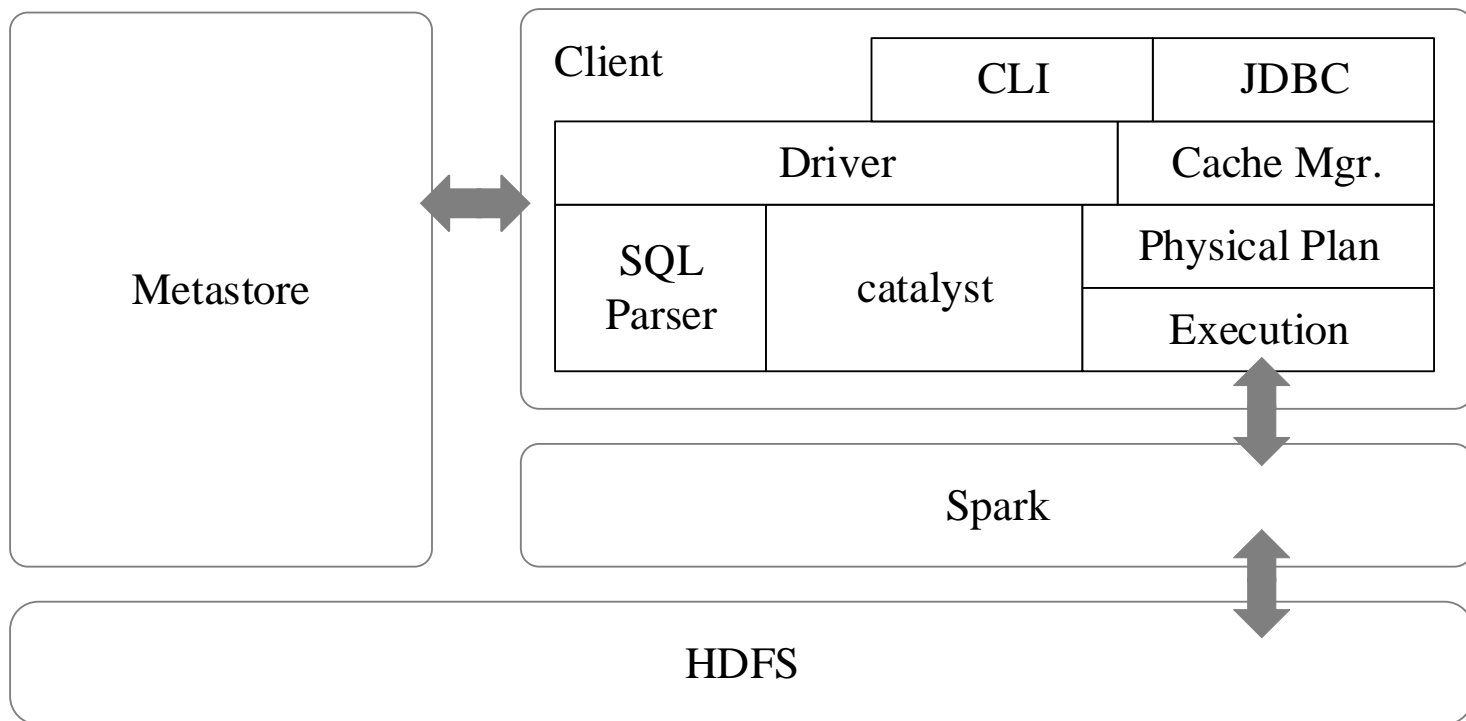 Client
CLI
JDBC
Driver
Cache Mgr.
Metastore
SQL
Parser
catalyst
Physical Plan
Execution
Spark
HDFS